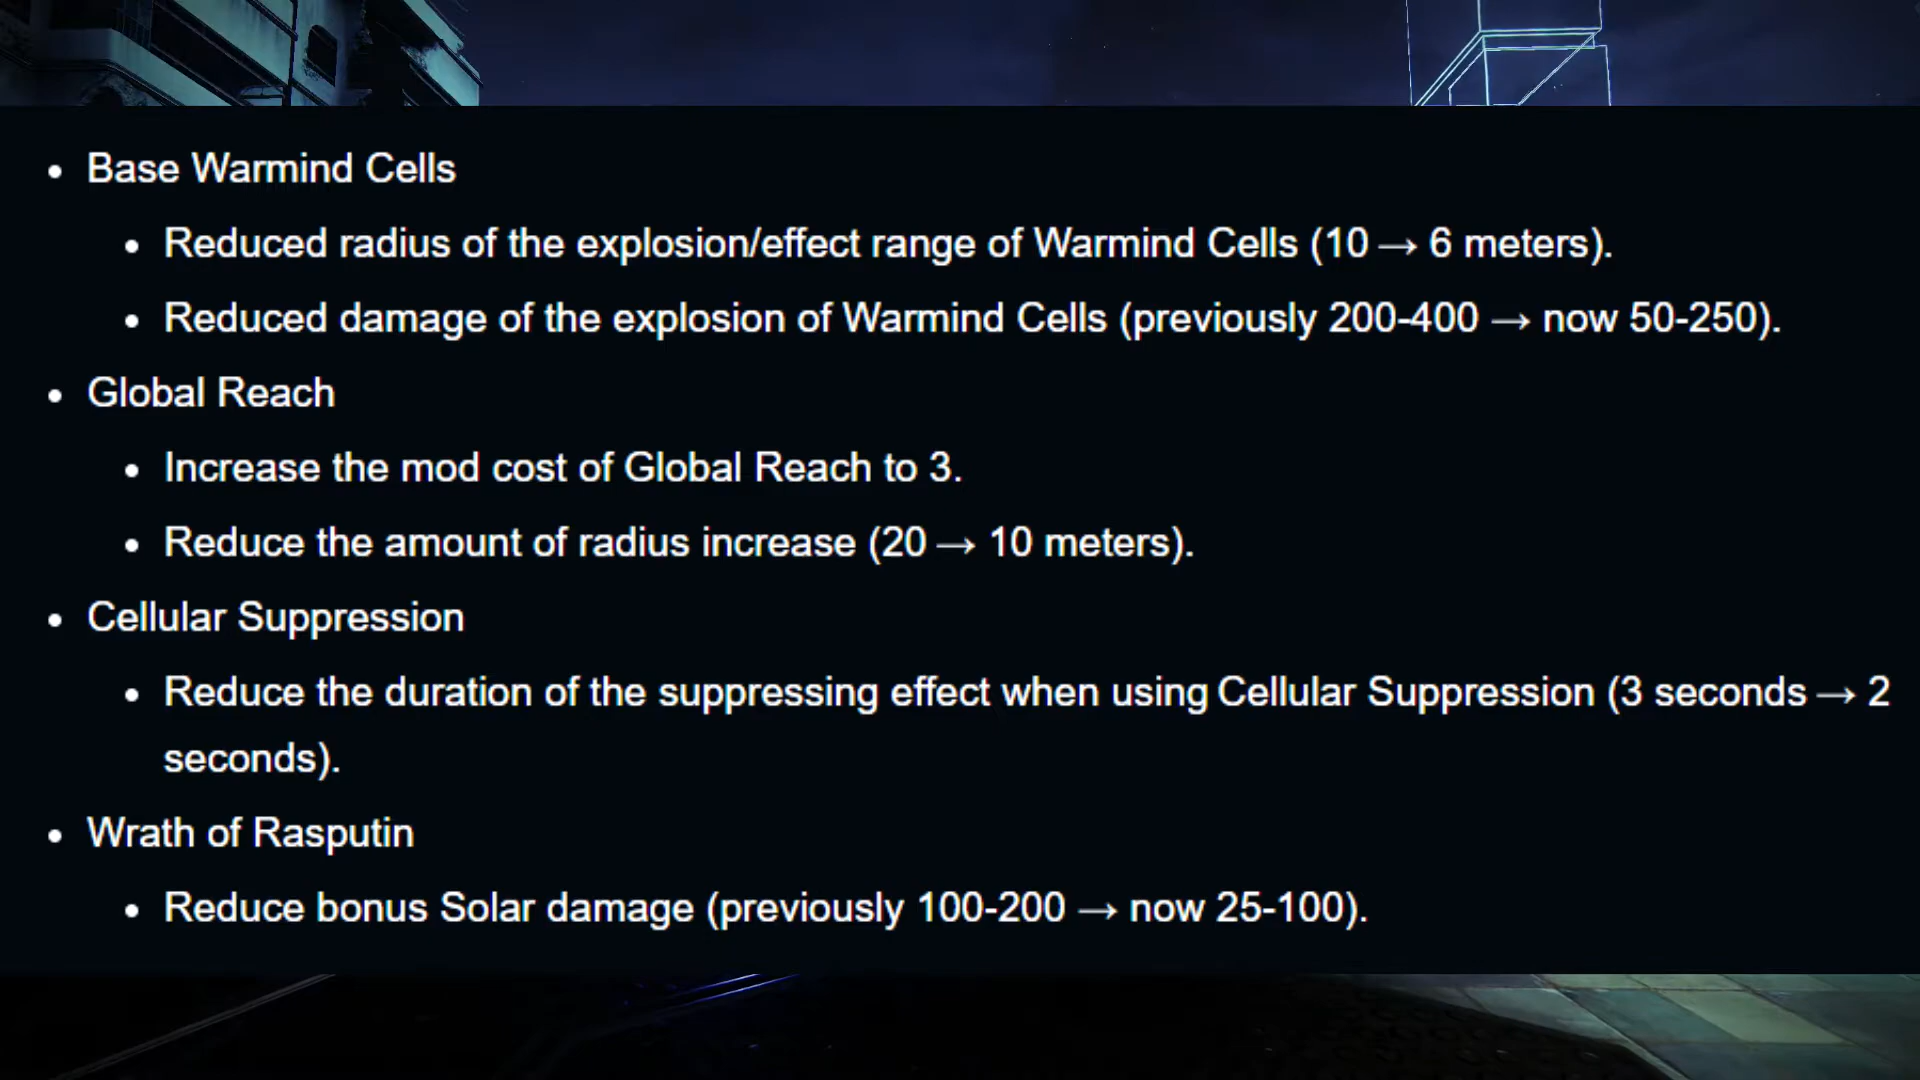 • Base Warmind Cells
• Reduced radius of the explosion/effect range of Warmind Cells (10 → 6 meters).
• Reduced damage of the explosion of Warmind Cells (previously 200-400 → now 50-250).
• Global Reach
• Increase the mod cost of Global Reach to 3.
• Reduce the amount of radius increase (20 → 10 meters).
• Cellular Suppression
• Reduce the duration of the suppressing effect when using Cellular Suppression (3 seconds → 2
seconds).
• Wrath of Rasputin
• Reduce bonus Solar damage (previously 100-200 → now 25-100).